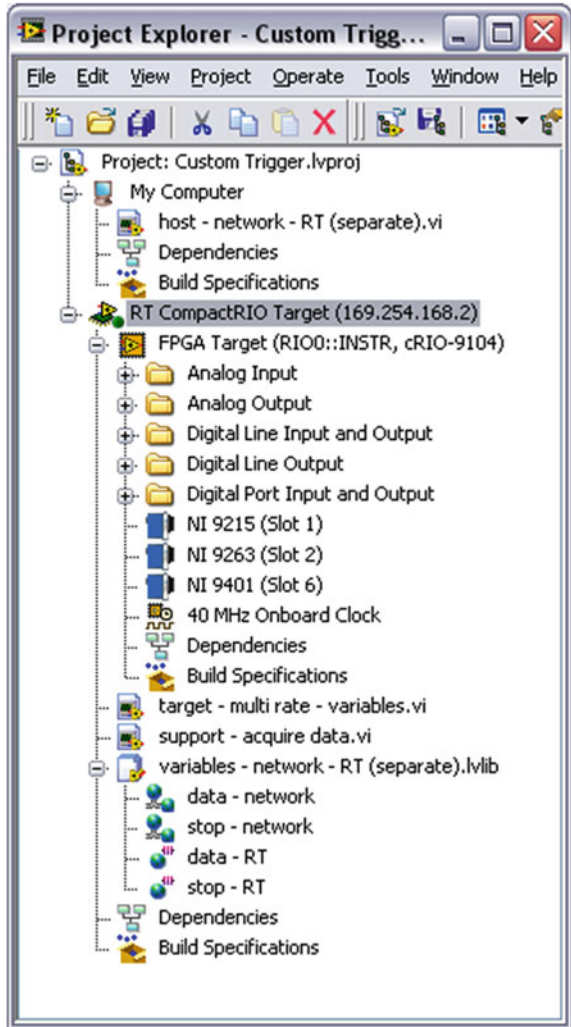 Project Explorer - Custom Trigg...
File Edit View Project Operate Tools Window Help
Project: Custom Trigger.lvproj
My Computer
host - network - RT (separate).vi
Dependencies
Build Specifications
RT CompactRIO Target (169.254.168.2)
FPGA Target (RIO0::INSTR, cRIO-9104)
Analog Input
Analog Output
Digital Line Input and Output
Digital Line Output
Digital Port Input and Output
NI 9215 (Slot 1)
NI 9263 (Slot 2)
NI 9401 (Slot 6)
40 MHz Onboard Clock
Dependencies
Build Specifications
target - multi rate - variables.vi
support - acquire data.vi
variables - network - RT (separate).lvlib
data - network
stop - network
data - RT
stop - RT
Dependencies
Build Specifications